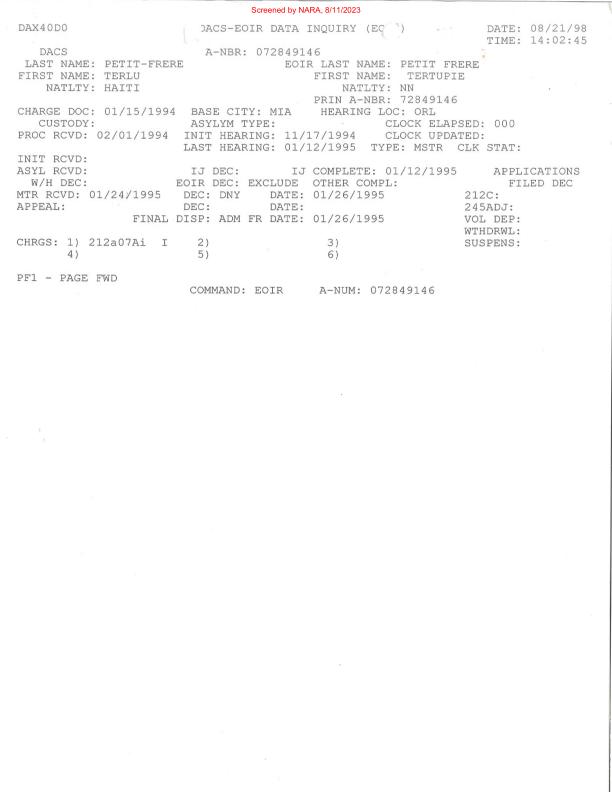 Screened by NARA, 8/11/2023
DAX40D0 DACS-EOIR DATA INQUIRY (EQ ) DATE: 08/21/98
TIME: 14:02:45
DACS A-NBR: 072849146
LAST NAME: PETIT-FRERE EOIR LAST NAME: PETIT FRERE
FIRST NAME: TERLU FIRST NAME: TERTUPIE
NATLTY: HAITI NATLTY: NN
PRIN A-NBR: 72849146
CHARGE DOC: 01/15/1994 BASE CITY: MIA HEARING LOC: ORL
CUSTODY: ASYLYM TYPE: CLOCK ELAPSED: 000
PROC RCVD: 02/01/1994 INIT HEARING: 11/17/1994 CLOCK UPDATED:
LAST HEARING: 01/12/1995 TYPE: MSTR CLK STAT:
INIT RCVD:
ASYL RCVD: IJ DEC: IJ COMPLETE: 01/12/1995 APPLICATIONS
W/H DEC: EOIR DEC: EXCLUDE OTHER COMPL: FILED DEC
MTR RCVD: 01/24/1995 DEC: DNY DATE: 01/26/1995 212C:
APPEAL: DEC: DATE: 245ADJ:
FINAL DISP: ADM FR DATE: 01/26/1995 VOL DEP:
WTHDRWL:
CHRGS: 1) 212a07Ai I 2) 3) SUSPENS:
4) 5) 6)
PF1 - PAGE FWD
COMMAND: EOIR A-NUM: 072849146